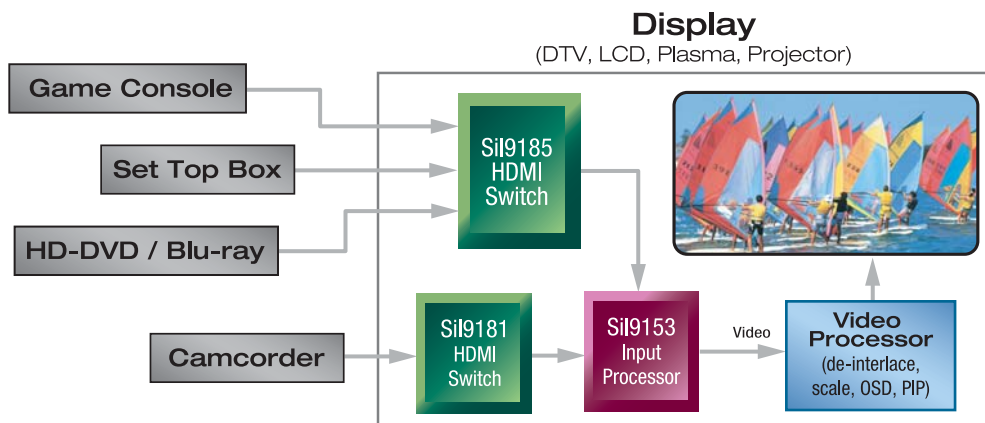 Display
(DTV, LCD, Plasma, Projector)
Game Console
Set Top Box
HD-DVD / Blu-ray
Camcorder
SiI9185
HDMI
Switch
SiI9181
HDMI
Switch
SiI9153
Input
Processor
Video
Video
Processor
(de-interlace,
scale, OSD, PIP)